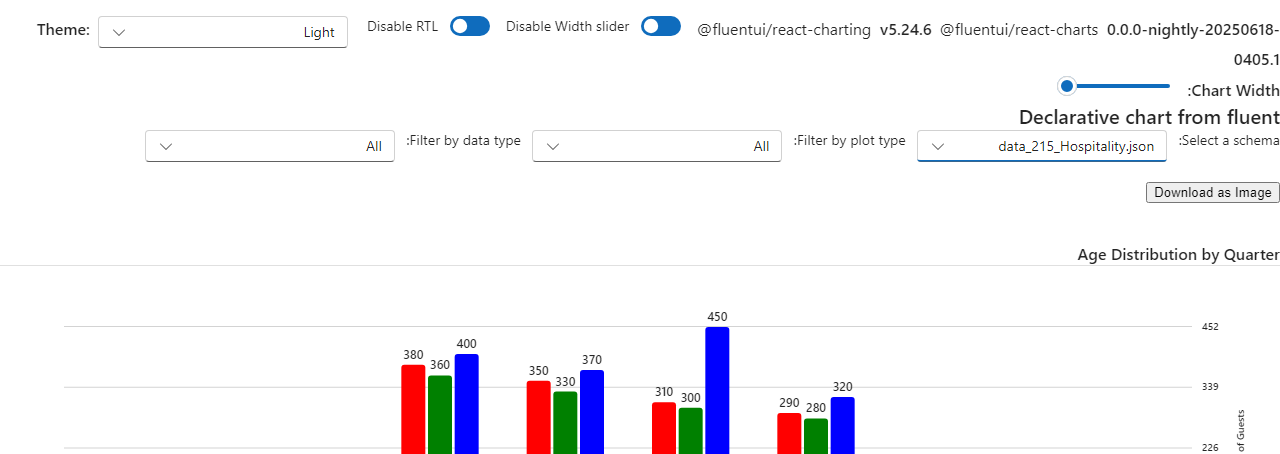 Theme: Light Disable RTL Disable Width slider @fluentui/react-charting v5.24.6 @fluentui/react-charts 0.0.0-nightly-20250618-
0405.1
:Chart Width
Declarative chart from fluent
:Select a schema data_215_Hospitality.json :Filter by plot type All :Filter by data type All
Download as Image
Age Distribution by Quarter
450
452
400
380
360
370
350
330
339
320
310
300
290
280
226
of Guests